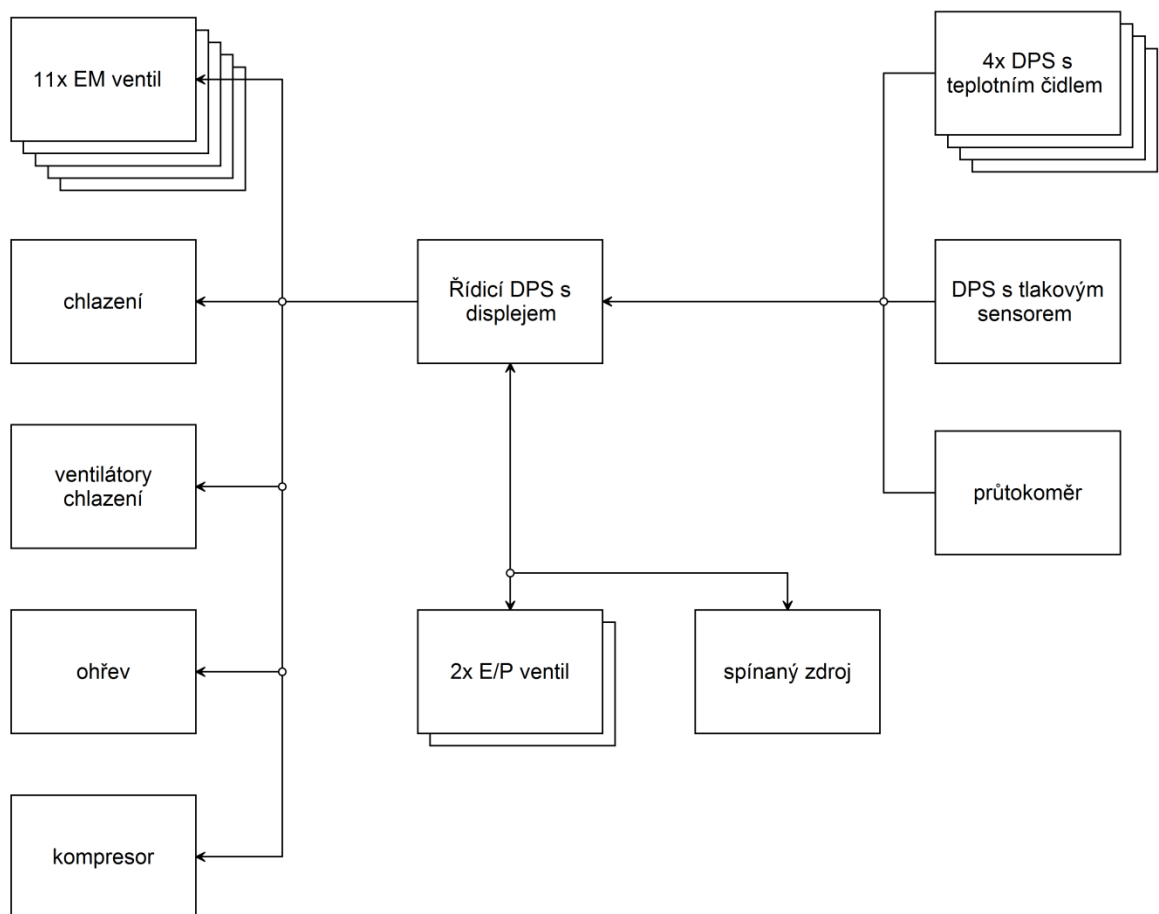 11x EM ventil
4x DPS s
teplotním čidlem
chlazení
Řídicí DPS s
displejem
DPS s tlakovým
sensorem
ventilátory
chlazení
průtokoměr
ohřev
2x E/P ventil
spínaný zdroj
kompresor